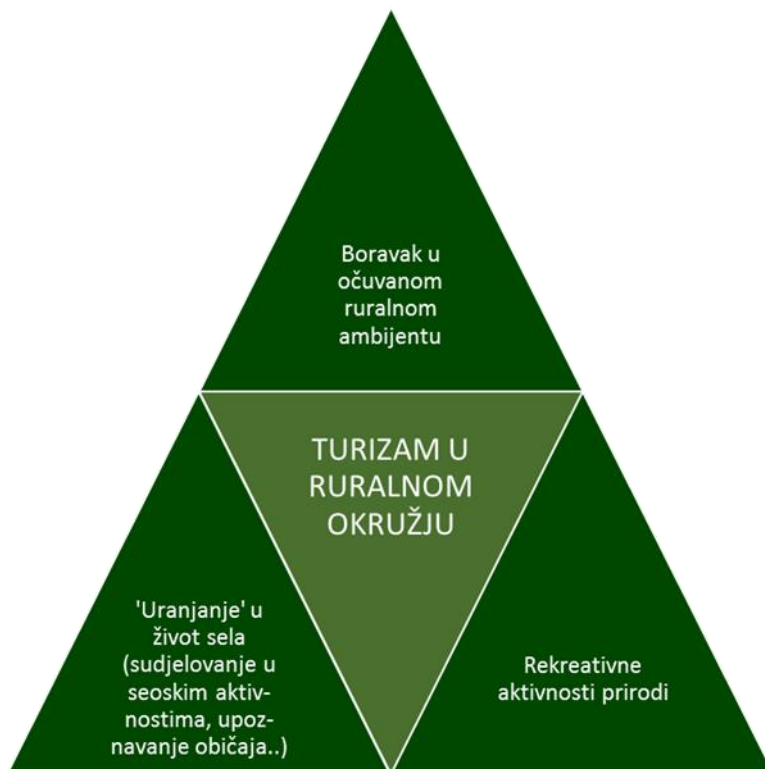 Boravak u
očuvanom
ruralnom
ambijentu
TURIZAM U
RURALNOM
OKRUŽJU
'Uranjanje' u
život sela
(sudjelovanje u
seoskim aktiv-
nostima, upoz-
navanje običaja..)
Rekreativne
aktivnosti prirodi